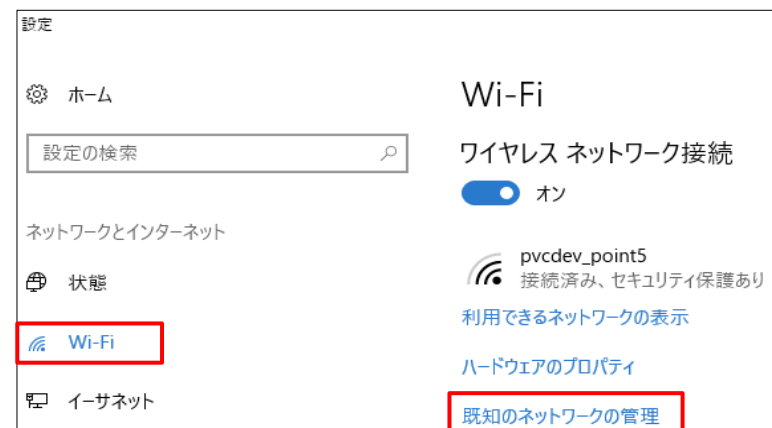 設定
ホーム
設定の検索
ネットワークとインターネット
状態
Wi-Fi
イーサネット
Wi-Fi
ワイヤレス ネットワーク接続
オン
pvcdev_point5
接続済み、セキュリティ保護あり
利用できるネットワークの表示
ハードウェアのプロパティ
既知のネットワークの管理